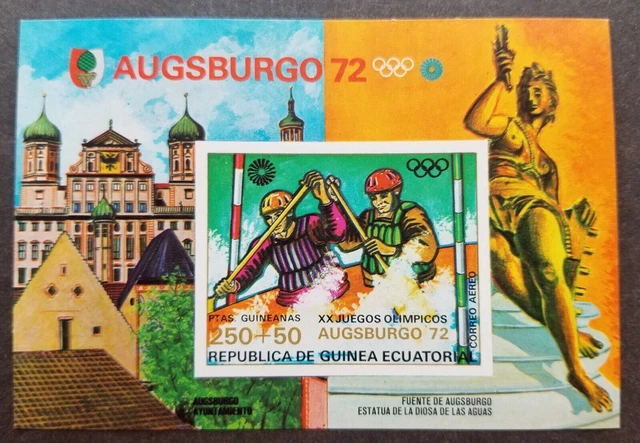 AUGSBURGO 72
PTAS GUINEANAS
250+50
XX JUEGOS OLIMPICOS
AUGSBURGO 72
CORREO AEREO
REPUBLICA DE GUINEA ECUATORIAL
AUGSBURGO
AYUNTAMIENTO
FUENTE DE AUGSBURGO
ESTATUA DE LA DIOSA DE LAS AGUAS